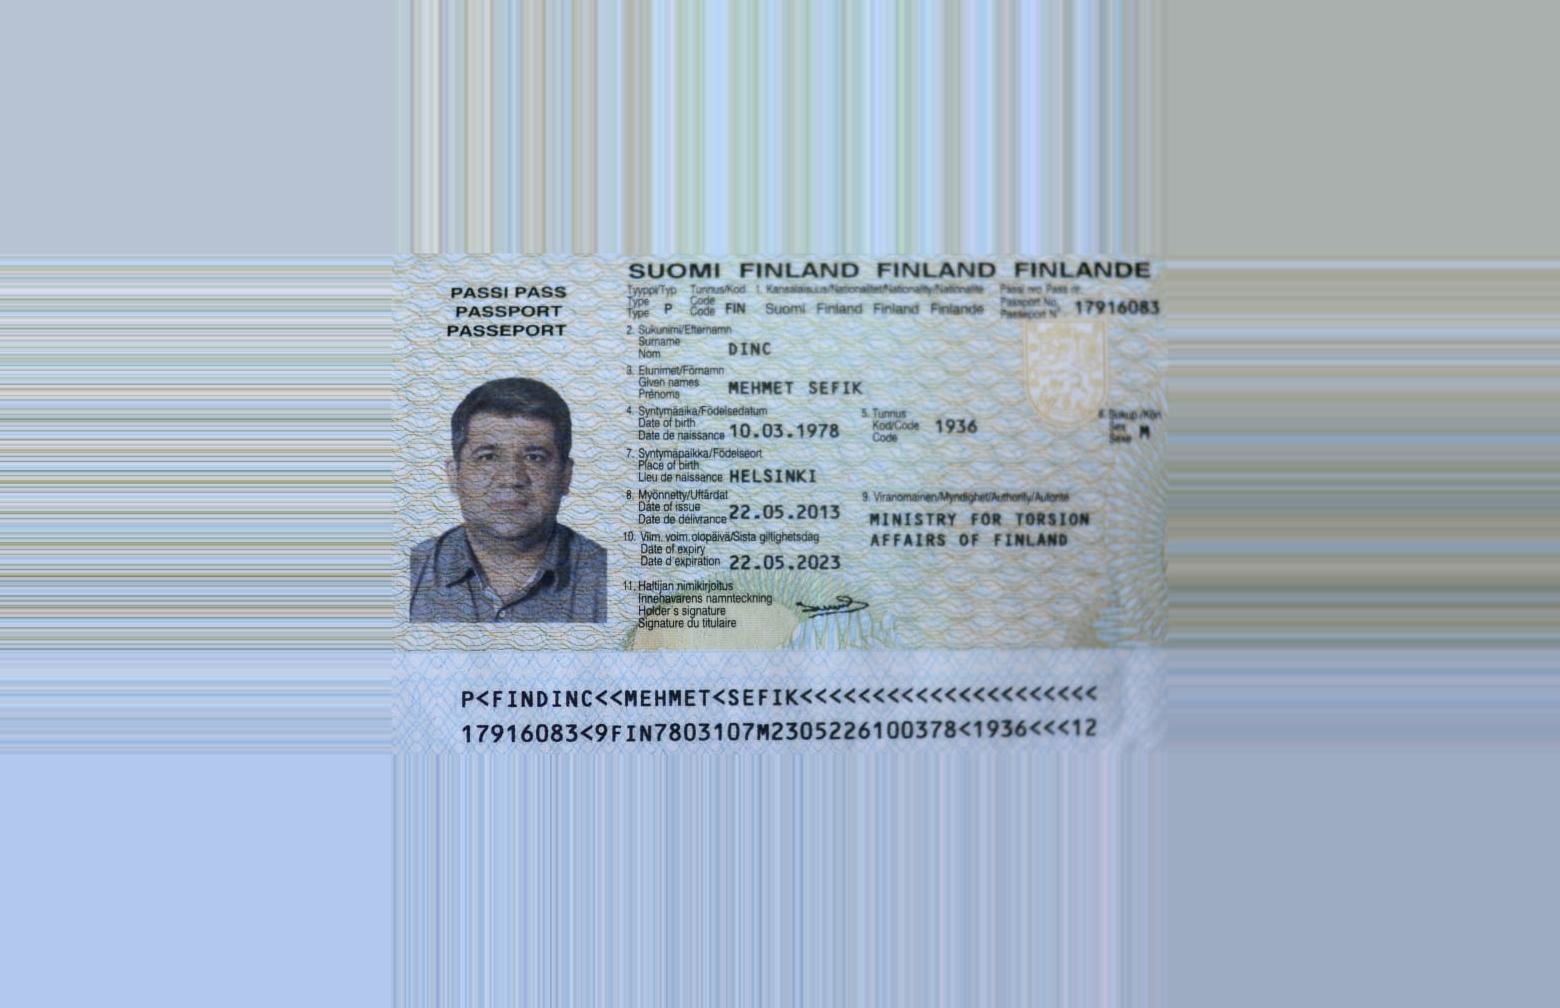 SUOMI FINLAND FINLAND FINLANDE
PASSI PASS
PASSPORT
PASSEPORT
Tyyppi/Typ Tunnus/Kod 1. Kansalaisuus/Nationalitet/Nationality/Nationalité Passi no
Type Code Passport No.
Type P Code FIN Suomi Finland Finland Finlande Passeport N° 17916083
2. Sukunimi/Efternamn
Surname
Nom DINC
3. Etunimet/Förnamn
Given names
Prénoms MEHMET SEFIK
4. Syntymäaika/Födelsedatum
Date of birth
Date de naissance 10.03.1978
5. Tunnus
Kod/Code 1936
Code
6. Sukup./Kön
Sex
Sexe M
7. Syntymäpaikka/Födelseort
Place of birth
Lieu de naissance HELSINKI
8. Myönnetty/Utfärdat
Date of issue
Date de délivrance 22.05.2013
9. Viranomainen/Myndighet/Authority/Autorité
MINISTRY FOR TORSION
AFFAIRS OF FINLAND
10. Viim. voim. olopäivä/Sista giltighetsdag
Date of expiry
Date d'expiration 22.05.2023
11. Haltijan nimikirjoitus
Innehavarens namnteckning
Holder's signature
Signature du titulaire
P<FINDINC<<MEHMET<SEFIK<<<<<<<<<<<<<<<<<<<<<
17916083<9FIN7803107M2305226100378<1936<<<12